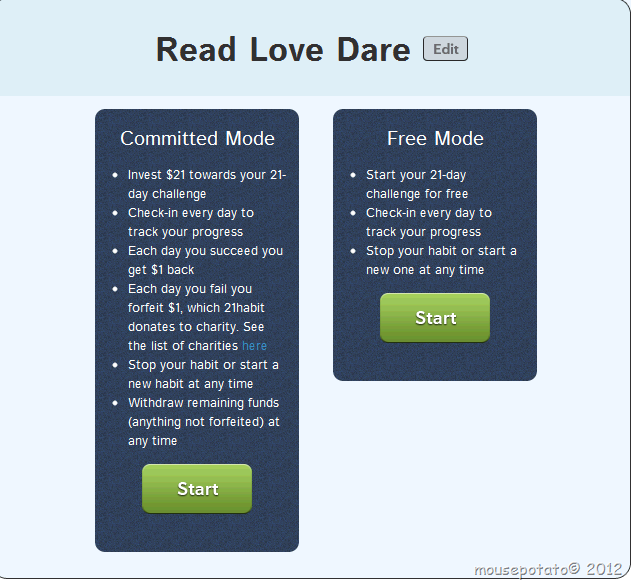 Read Love Dare Edit
Committed Mode
Invest $21 towards your 21-
day challenge
Check-in every day to
track your progress
Each day you succeed you
get $1 back
Each day you fail you
forfeit $1, which 21habit
donates to charity. See
the list of charities here
Stop your habit or start a
new habit at any time
Withdraw remaining funds
(anything not forfeited) at
any time
Start
Free Mode
Start your 21-day
challenge for free
Check-in every day to
track your progress
Stop your habit or start a
new one at any time
Start
mousepotato© 2012